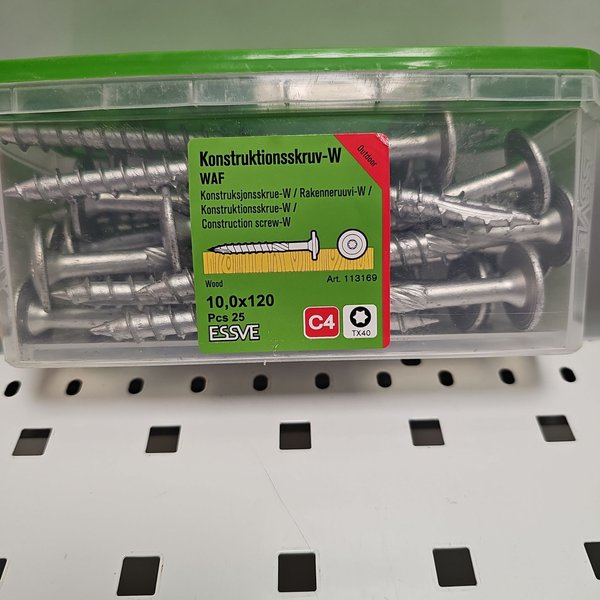 Konstruktionsskruv-W
WAF
Outdoor
Konstruksjonsskrue-W / Rakenneruuvi-W /
Konstruktionsskrue-W /
Construction screw-W
Wood
Art. 113169
10,0x120
Pcs 25
ESSVE
C4
TX40